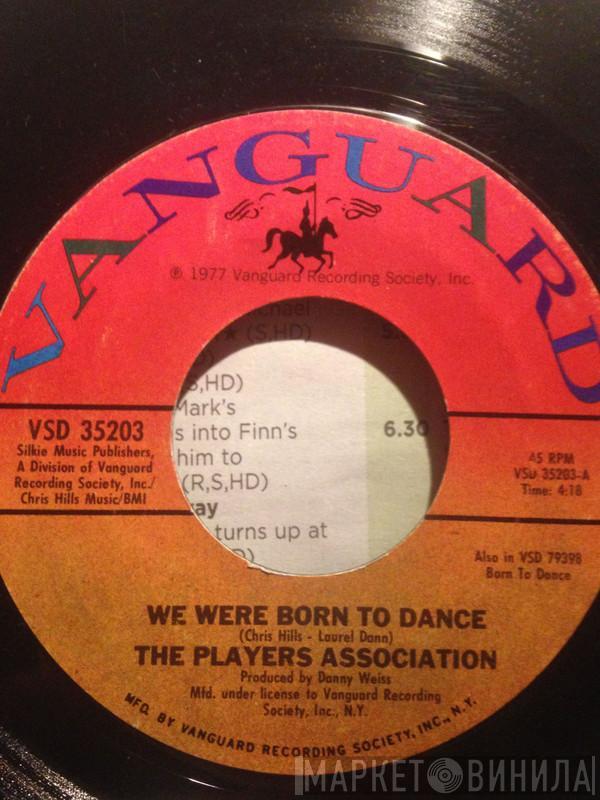 VANGUARD
℗ 1977 Vanguard Recording Society, Inc.
(S,HD)
S,HD)
Mark's
s into Finn's
6.30
him to
(R,S,HD)
turns up at
VSD 35203
Silkie Music Publishers,
A Division of Vanguard
Recording Society, Inc./
Chris Hills Music/BMI
45 RPM
VSD 35203-A
Time: 4:18
Also in VSD 79398
Born To Dance
WE WERE BORN TO DANCE
(Chris Hills - Laurel Dann)
THE PLAYERS ASSOCIATION
Produced by Danny Weiss
Mfd. under license to Vanguard Recording
Society, Inc., N.Y.
MFD. BY VANGUARD RECORDING SOCIETY, INC., N.Y.
МАРКЕТ ВИНИЛА